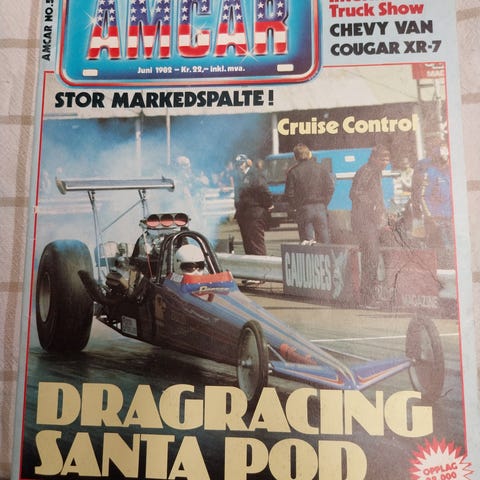 AMCAR NO.
AMCAR
Juni 1982 – Kr. 22,– inkl. mva.
Truck Show
CHEVY VAN
COUGAR XR-7
STOR MARKEDSPALTE!
Cruise Control
GAULOISES
MAGAZINE
DRAGRACING
SANTA POD
OPPLAG